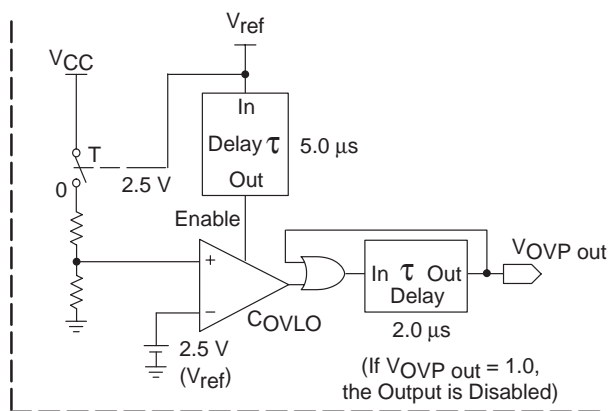 Vref
VCC
In
Delay τ
Out
5.0 µs
T
0
2.5 V
Enable
+
–
COVLO
In τ Out
Delay
2.0 µs
VOVP out
2.5 V
(Vref)
(If VOVP out = 1.0,
the Output is Disabled)